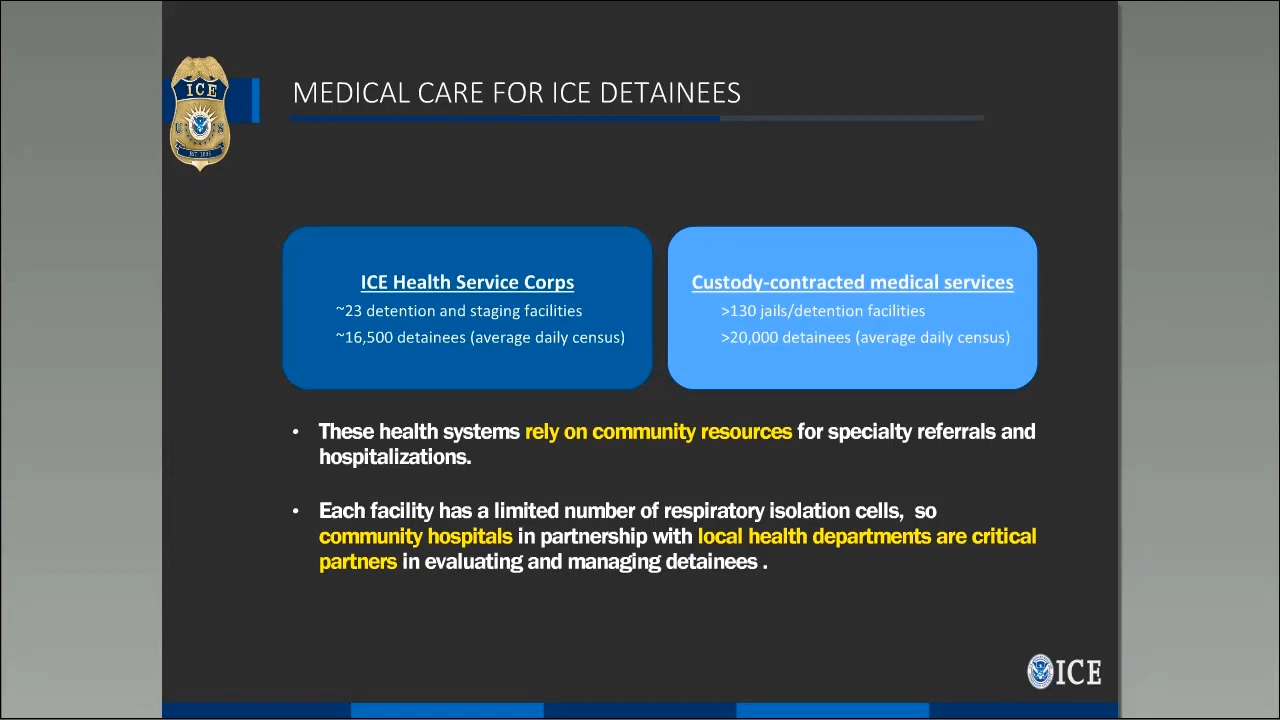 ICE
U S
EST. 2003
MEDICAL CARE FOR ICE DETAINEES
ICE Health Service Corps
~23 detention and staging facilities
~16,500 detainees (average daily census)
Custody-contracted medical services
>130 jails/detention facilities
>20,000 detainees (average daily census)
• These health systems rely on community resources for specialty referrals and
hospitalizations.
• Each facility has a limited number of respiratory isolation cells, so
community hospitals in partnership with local health departments are critical
partners in evaluating and managing detainees .
ICE